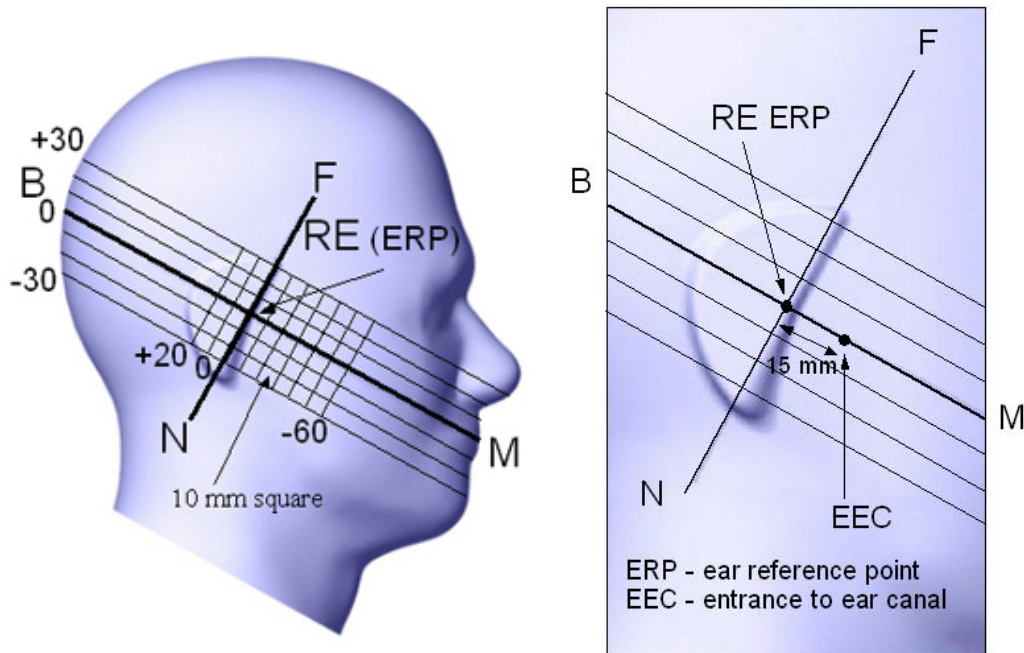 +30
B
0
-30
F
RE (ERP)
+20
0
N
-60
M
10 mm square
F
RE ERP
B
15 mm
M
N
EEC
ERP - ear reference point
EEC - entrance to ear canal